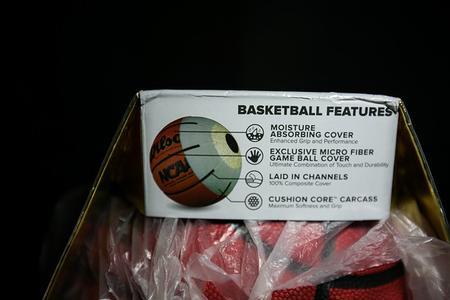 BASKETBALL FEATURES
MOISTURE
ABSORBING COVER
Enhanced Grip and Performance
EXCLUSIVE MICRO FIBER
GAME BALL COVER
Ultimate Combination of Touch and Durability
LAID IN CHANNELS
100% Composite Cover
CUSHION CORE™ CARCASS
Maximum Softness and Grip
Wilson
NCAA